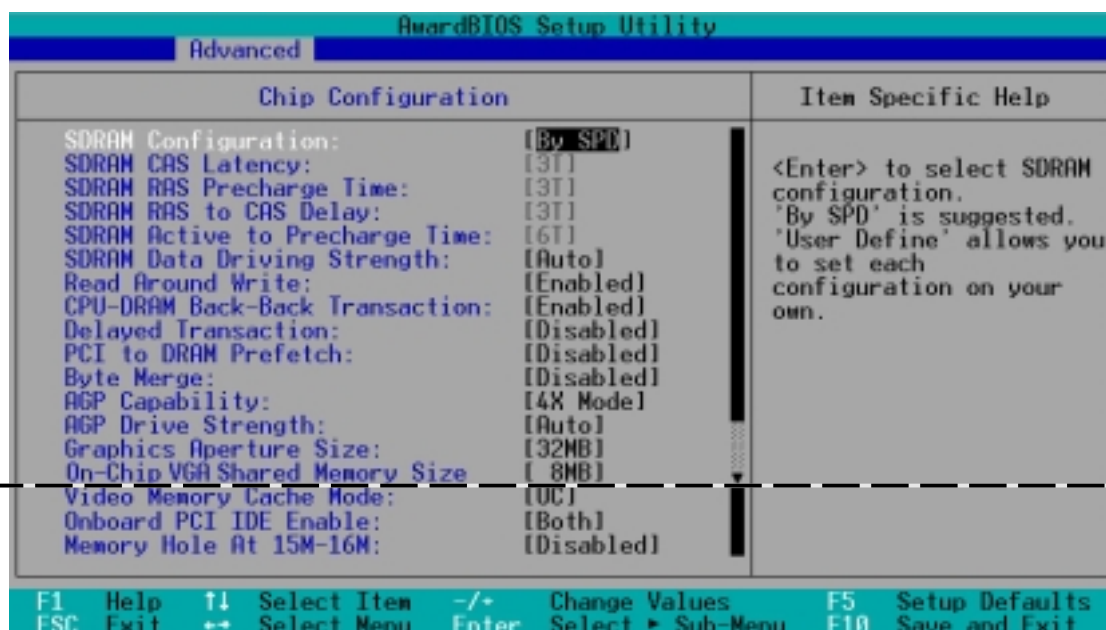 AwardBIOS Setup Utility
Advanced
Chip Configuration
Item Specific Help
SDRAM Configuration: [By SPD]
SDRAM CAS Latency: [3T]
SDRAM RAS Precharge Time: [3T]
SDRAM RAS to CAS Delay: [3T]
SDRAM Active to Precharge Time: [6T]
SDRAM Data Driving Strength: [Auto]
Read Around Write: [Enabled]
CPU-DRAM Back-Back Transaction: [Enabled]
Delayed Transaction: [Disabled]
PCI to DRAM Prefetch: [Disabled]
Byte Merge: [Disabled]
AGP Capability: [4X Mode]
AGP Drive Strength: [Auto]
Graphics Aperture Size: [32MB]
On-Chip VGA Shared Memory Size [ 8MB]
Video Memory Cache Mode: [UC]
Onboard PCI IDE Enable: [Both]
Memory Hole At 15M-16M: [Disabled]
<Enter> to select SDRAM
configuration.
'By SPD' is suggested.
'User Define' allows you
to set each
configuration on your
own.
F1 Help ↑↓ Select Item -/+ Change Values F5 Setup Defaults
ESC Exit ←→ Select Menu Enter Select ► Sub-Menu F10 Save and Exit